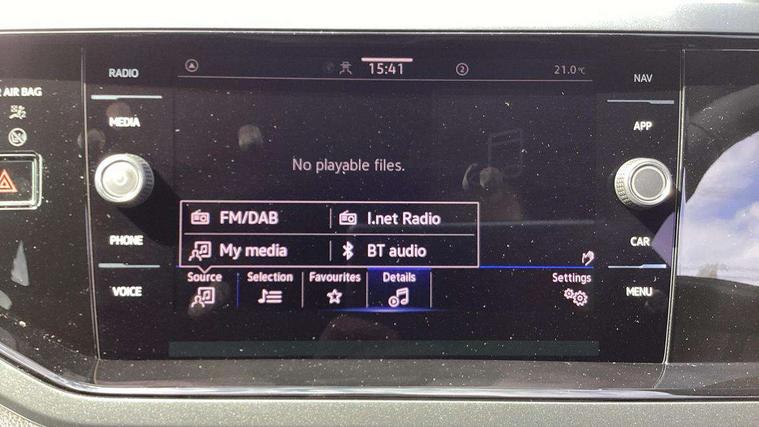 RADIO
MEDIA
PHONE
VOICE
AIR BAG
15:41
2
21.0°C
No playable files.
FM/DAB
I.net Radio
My media
BT audio
Source
Selection
Favourites
Details
Settings
NAV
APP
CAR
MENU